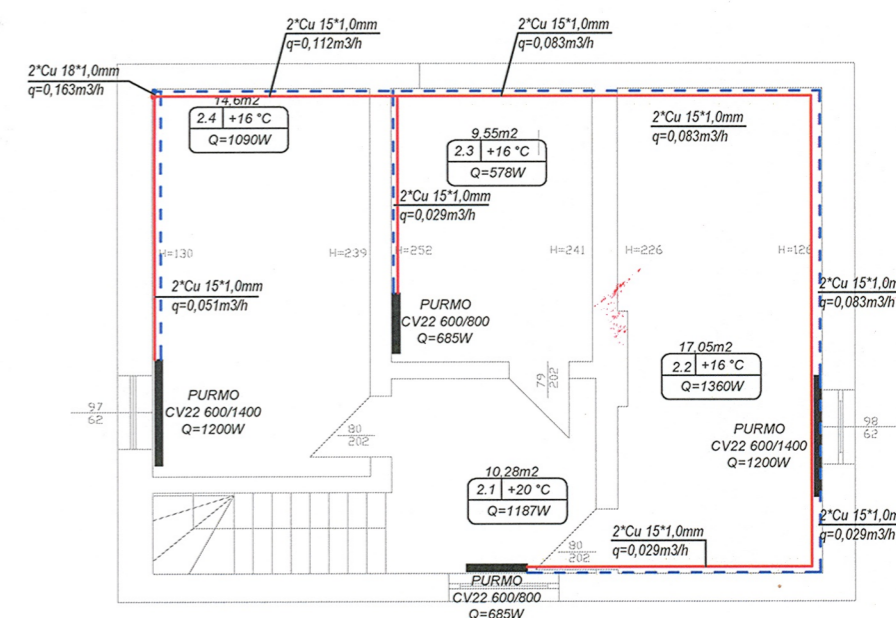 2*Cu 15*1,0mm
q=0,112m3/h
2*Cu 15*1,0mm
q=0,083m3/h
2*Cu 18*1,0mm
q=0,163m3/h
14,6m2
2.4 +16 °C
Q=1090W
9,55m2
2.3 +16 °C
Q=578W
2*Cu 15*1,0mm
q=0,083m3/h
2*Cu 15*1,0mm
q=0,029m3/h
H=130
H=239
H=252
H=241
H=226
H=126
2*Cu 15*1,0mm
q=0,051m3/h
2*Cu 15*1,0m
q=0,083m3/h
PURMO
CV22 600/800
Q=685W
17,05m2
2.2 +16 °C
Q=1360W
79
202
PURMO
CV22 600/1400
Q=1200W
97
62
80
202
PURMO
CV22 600/1400
Q=1200W
98
62
10,28m2
2.1 +20 °C
Q=1187W
2*Cu 15*1,0m
q=0,029m3/h
2*Cu 15*1,0mm
q=0,029m3/h
80
202
PURMO
CV22 600/800
Q=685W